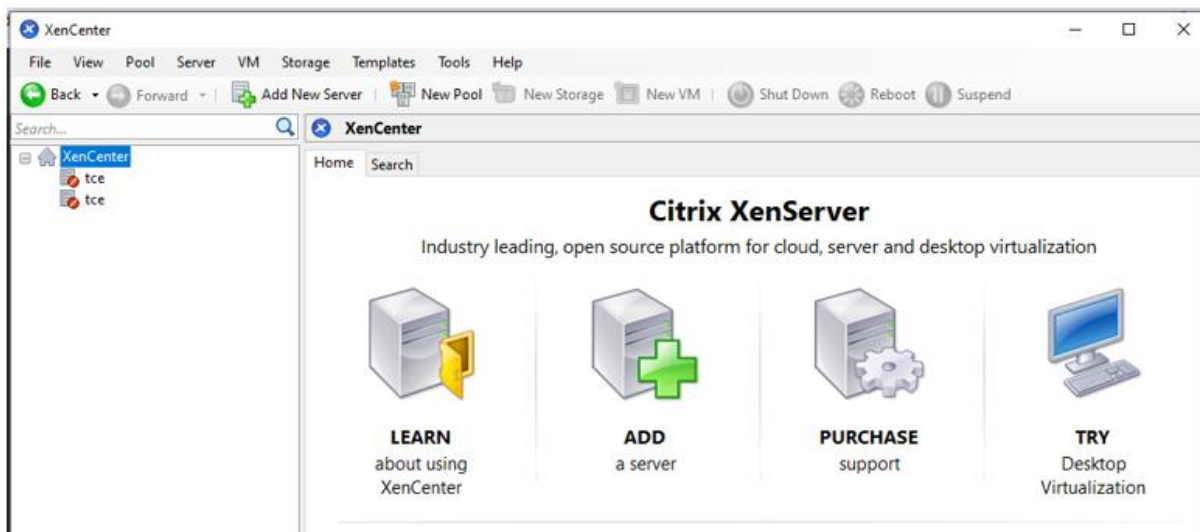 XenCenter
File View Pool Server VM Storage Templates Tools Help
Back Forward Add New Server New Pool New Storage New VM Shut Down Reboot Suspend
Search...
XenCenter
XenCenter
tce
tce
Home Search
Citrix XenServer
Industry leading, open source platform for cloud, server and desktop virtualization
LEARN
about using
XenCenter
ADD
a server
PURCHASE
support
TRY
Desktop
Virtualization